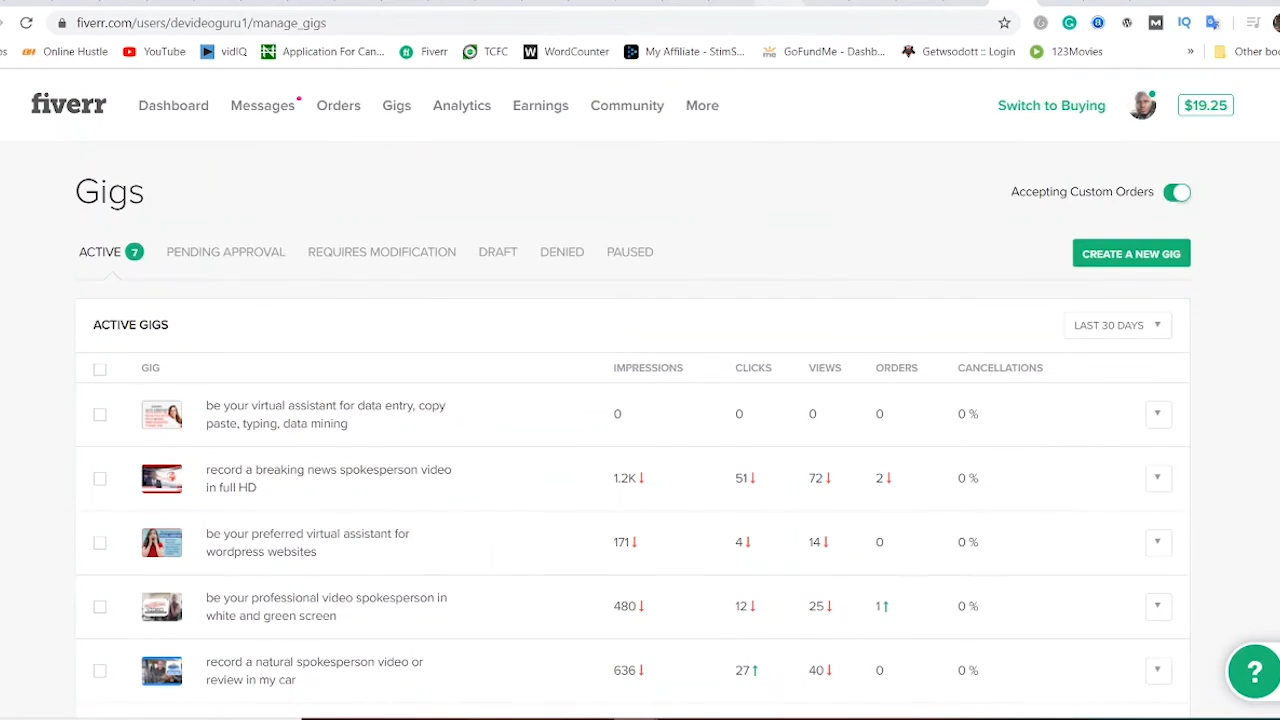 fiverr.com/users/devideoguru1/manage_gigs
Online Hustle YouTube vidIQ Application For Can... Fiverr TCFC WordCounter My Affiliate - StimS... GoFundMe - Dashb... Getwsodott :: Login 123Movies » Other boo
fiverr Dashboard Messages Orders Gigs Analytics Earnings Community More Switch to Buying $19.25
Gigs
Accepting Custom Orders
ACTIVE 7 PENDING APPROVAL REQUIRES MODIFICATION DRAFT DENIED PAUSED
CREATE A NEW GIG
ACTIVE GIGS
LAST 30 DAYS
GIG IMPRESSIONS CLICKS VIEWS ORDERS CANCELLATIONS
be your virtual assistant for data entry, copy
paste, typing, data mining
0 0 0 0 0 %
record a breaking news spokesperson video
in full HD
1.2K↓ 51↓ 72↓ 2↓ 0 %
be your preferred virtual assistant for
wordpress websites
171↓ 4↓ 14↓ 0 0 %
be your professional video spokesperson in
white and green screen
480↓ 12↓ 25↓ 1↑ 0 %
record a natural spokesperson video or
review in my car
636↓ 27↑ 40↓ 0 0 %
?